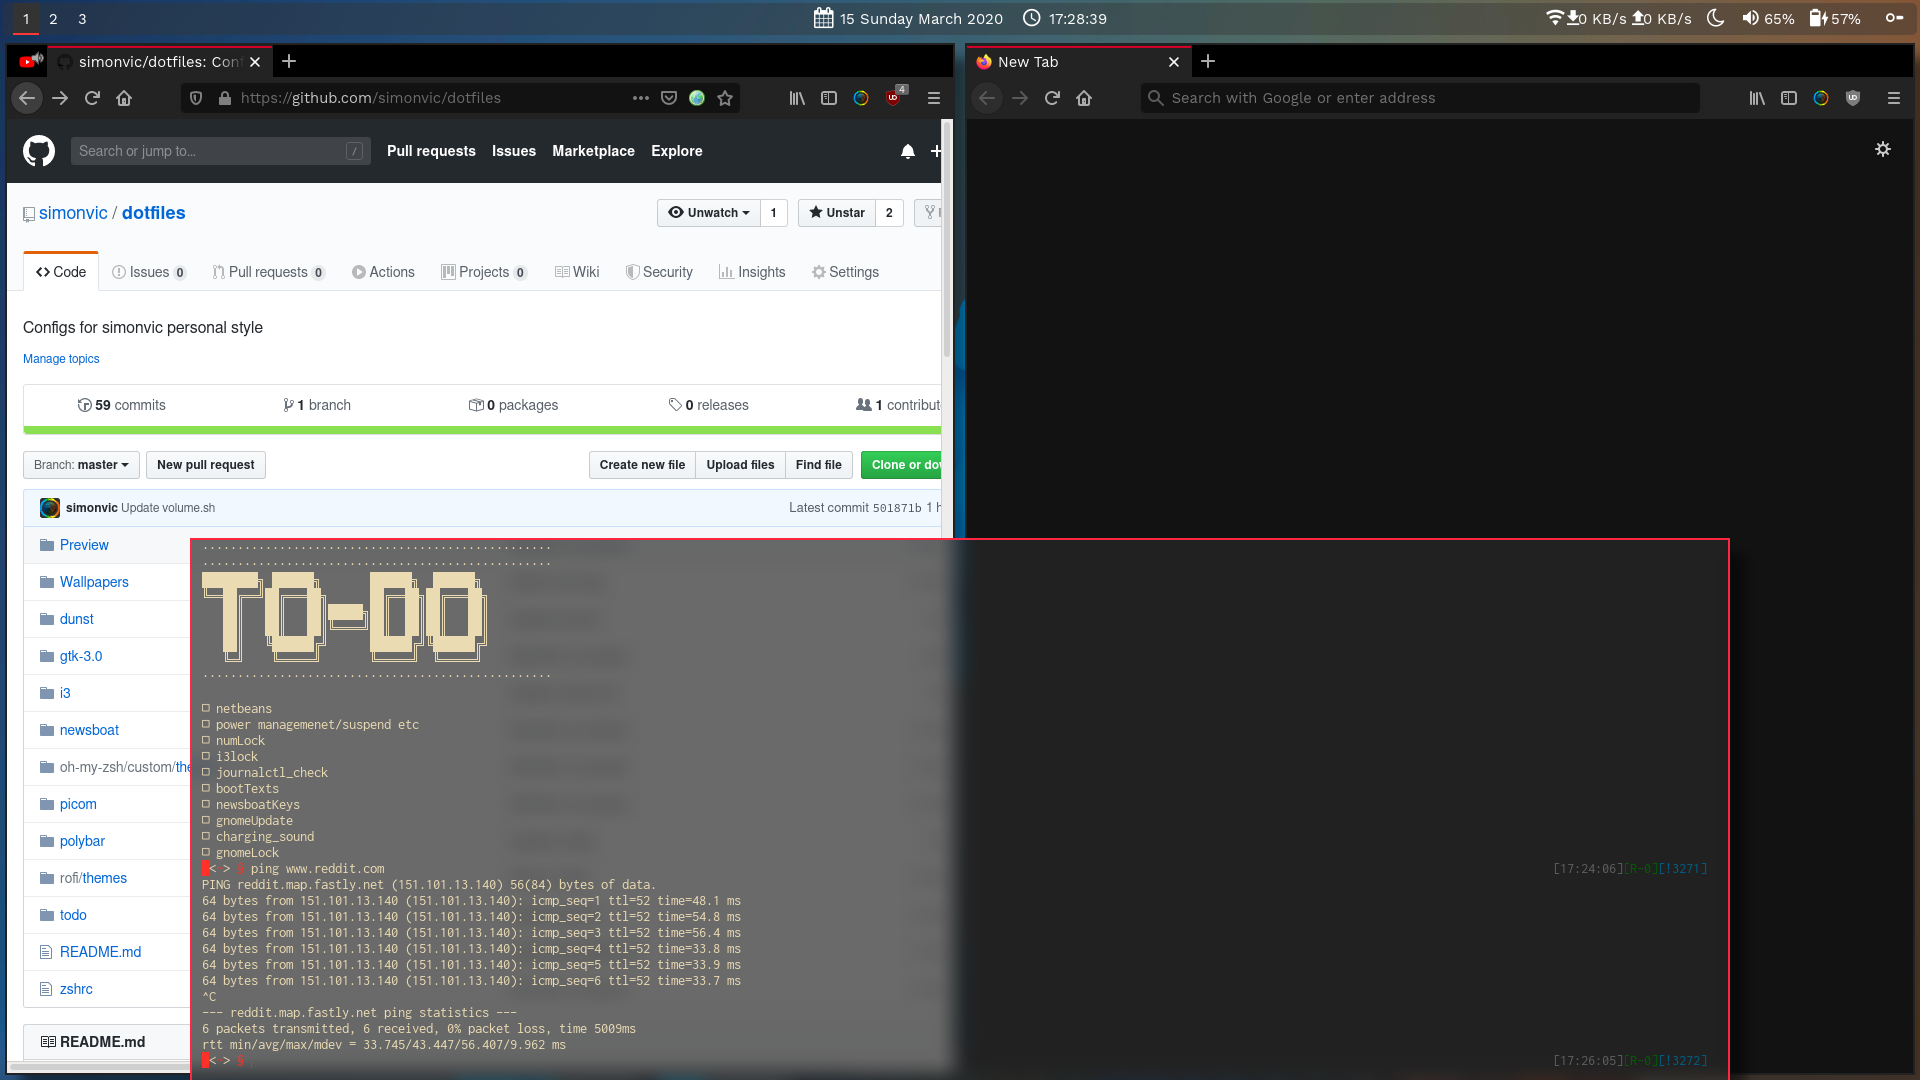 1 2 3
15 Sunday March 2020 17:28:39
0 KB/s 0 KB/s 65% 57%
simonvic/dotfiles: Con
New Tab
https://github.com/simonvic/dotfiles
4
Search with Google or enter address
Search or jump to... /
Pull requests Issues Marketplace Explore
simonvic / dotfiles
Unwatch 1 Unstar 2
Code Issues 0 Pull requests 0 Actions Projects 0 Wiki Security Insights Settings
Configs for simonvic personal style
Manage topics
59 commits 1 branch 0 packages 0 releases 1 contribut
Branch: master New pull request Create new file Upload files Find file Clone or dow
simonvic Update volume.sh Latest commit 501871b 1 h
Preview
Wallpapers
dunst
gtk-3.0
i3
newsboat
oh-my-zsh/custom/the
picom
polybar
rofi/themes
todo
README.md
zshrc
README.md
TO-DO
netbeans
power managemenet/suspend etc
numLock
i3lock
journalctl_check
bootTexts
newsboatKeys
gnomeUpdate
charging_sound
gnomeLock
<> § ping www.reddit.com [17:24:06][R-0][!3271]
PING reddit.map.fastly.net (151.101.13.140) 56(84) bytes of data.
64 bytes from 151.101.13.140 (151.101.13.140): icmp_seq=1 ttl=52 time=48.1 ms
64 bytes from 151.101.13.140 (151.101.13.140): icmp_seq=2 ttl=52 time=54.8 ms
64 bytes from 151.101.13.140 (151.101.13.140): icmp_seq=3 ttl=52 time=56.4 ms
64 bytes from 151.101.13.140 (151.101.13.140): icmp_seq=4 ttl=52 time=33.8 ms
64 bytes from 151.101.13.140 (151.101.13.140): icmp_seq=5 ttl=52 time=33.9 ms
64 bytes from 151.101.13.140 (151.101.13.140): icmp_seq=6 ttl=52 time=33.7 ms
^C
--- reddit.map.fastly.net ping statistics ---
6 packets transmitted, 6 received, 0% packet loss, time 5009ms
rtt min/avg/max/mdev = 33.745/43.447/56.407/9.962 ms
<> § [17:26:05][R-0][!3272]